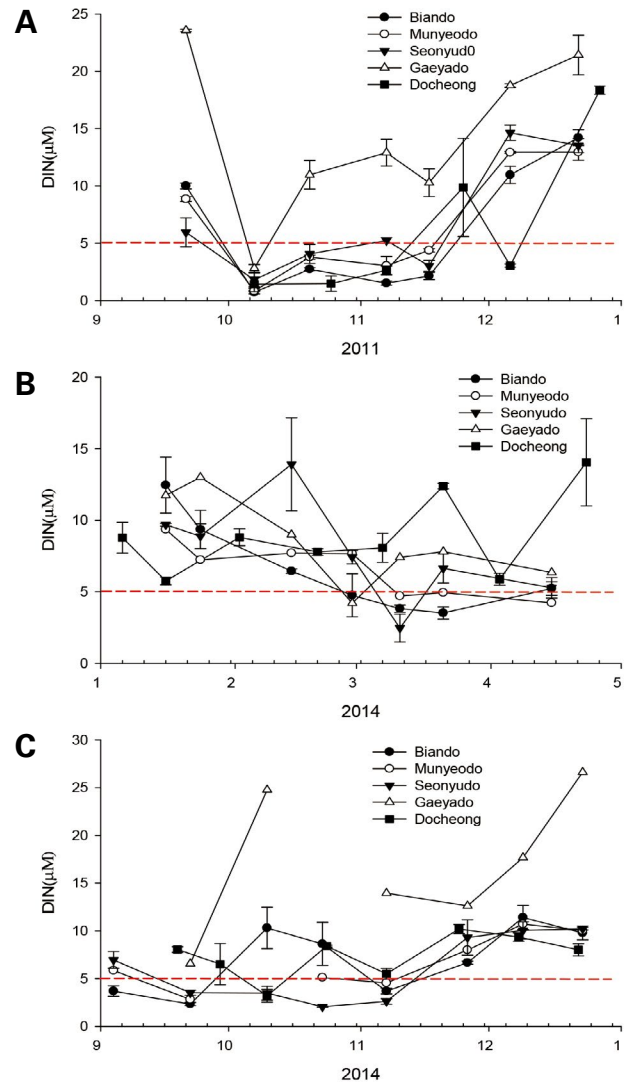 A
25
20
15
10
5
0
DIN(μM)
Biando
Munyeodo
Seonyud0
Gaeyado
Docheong
9 10 11 12 1
2011
B
20
15
10
5
0
DIN(μM)
Biando
Munyeodo
Seonyudo
Gaeyado
Docheong
1 2 3 4 5
2014
C
30
25
20
15
10
5
0
DIN(μM)
Biando
Munyeodo
Seonyudo
Gaeyado
Docheong
9 10 11 12 1
2014